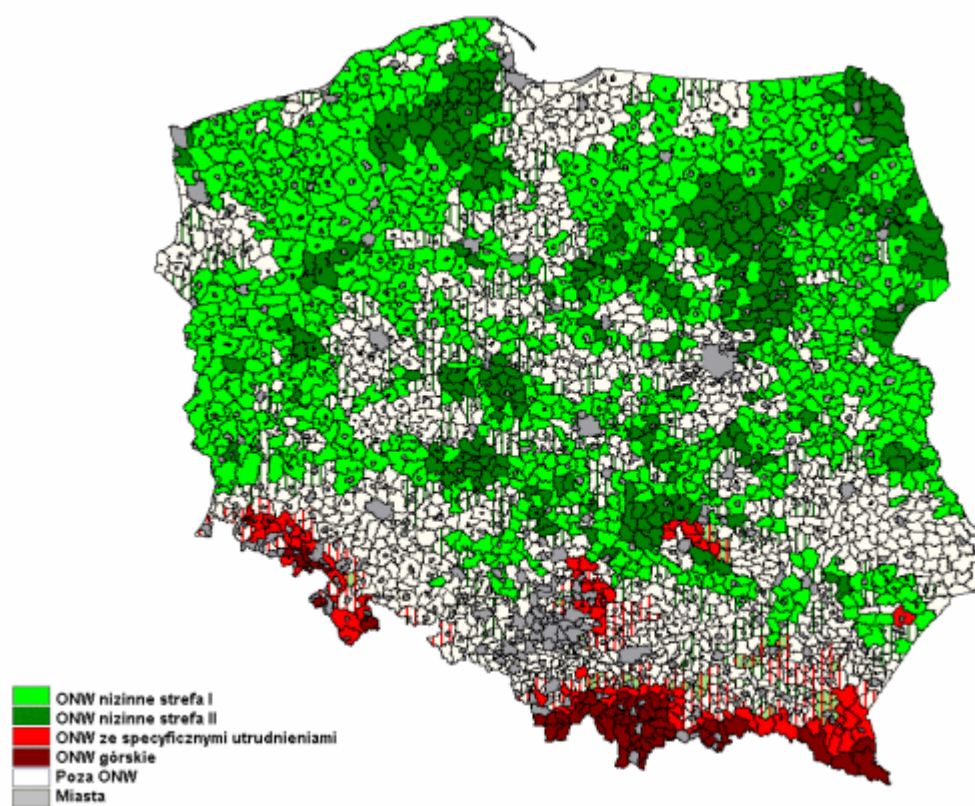 ONW nizinne strefa I
ONW nizinne strefa II
ONW ze specyficznymi utrudnieniami
ONW górskie
Poza ONW
Miasta